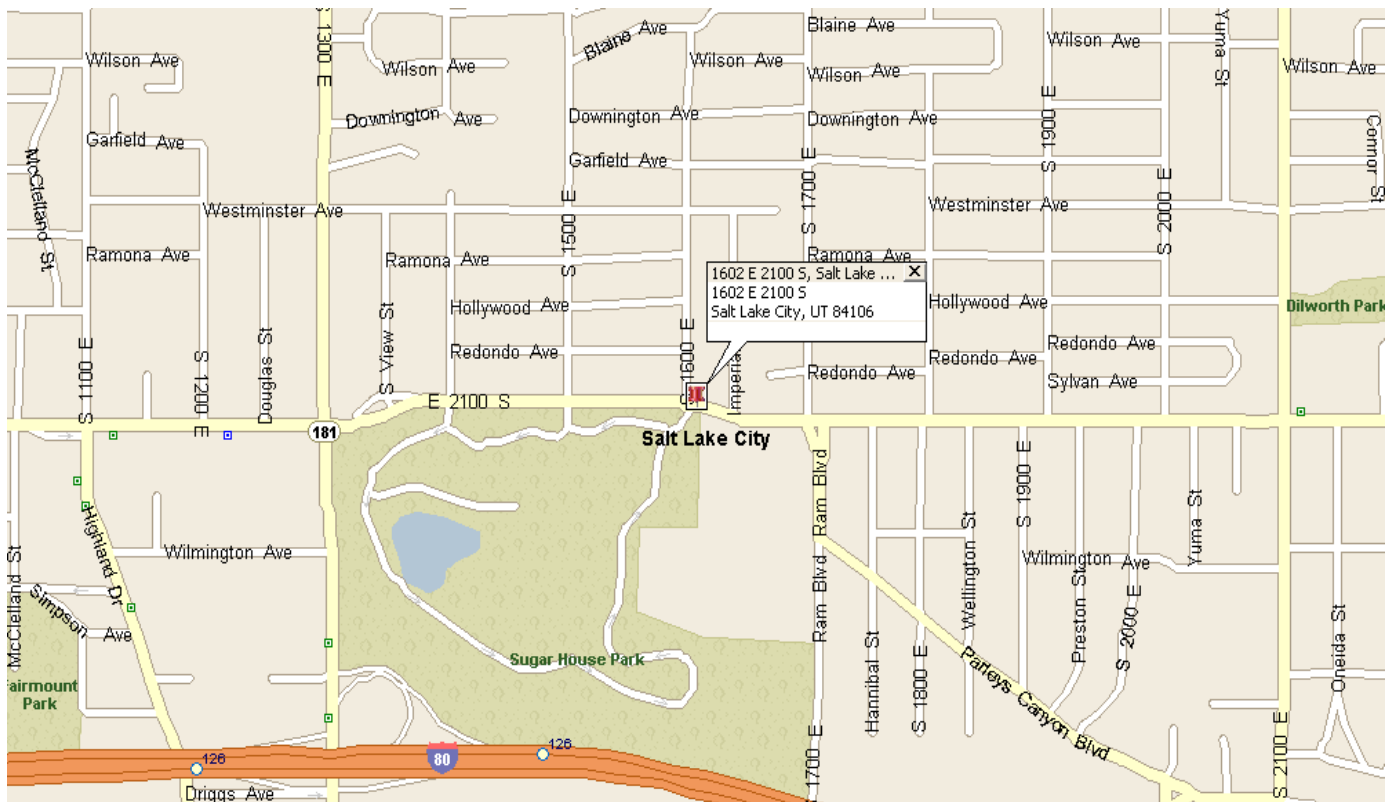 S 1300 E
Blaine Ave
Blaine Ave
Yuma St
Wilson Ave
Wilson Ave
Wilson Ave
Wilson Ave
Wilson Ave
Wilson Ave
Downington Ave
Downington Ave
Downington Ave
S 1900 E
Connor St
Garfield Ave
Garfield Ave
McClelland St
S 1700 E
S 2000 E
Westminster Ave
Westminster Ave
S 1500 E
Ramona Ave
Ramona Ave
Ramona Ave
1602 E 2100 S, Salt Lake ...
1602 E 2100 S
Salt Lake City, UT 84106
Hollywood Ave
Hollywood Ave
Dilworth Park
S View St
Douglas St
S 1100 E
S 1200 E
S 1600 E
Imperia
Redondo Ave
Redondo Ave
Redondo Ave
Redondo Ave
Sylvan Ave
E 2100 S
181
Salt Lake City
Ram Blvd
S 1900 E
Yuma St
Highland Dr
Wilmington Ave
Wilmington Ave
Wellington St
Preston St
McClelland St
Simpson Ave
Ram Blvd
Hannibal St
S 1800 E
S 2000 E
Oneida St
Sugar House Park
Parleys Canyon Blvd
airmount
Park
126
80
126
S 1700 E
S 2100 E
Driggs Ave